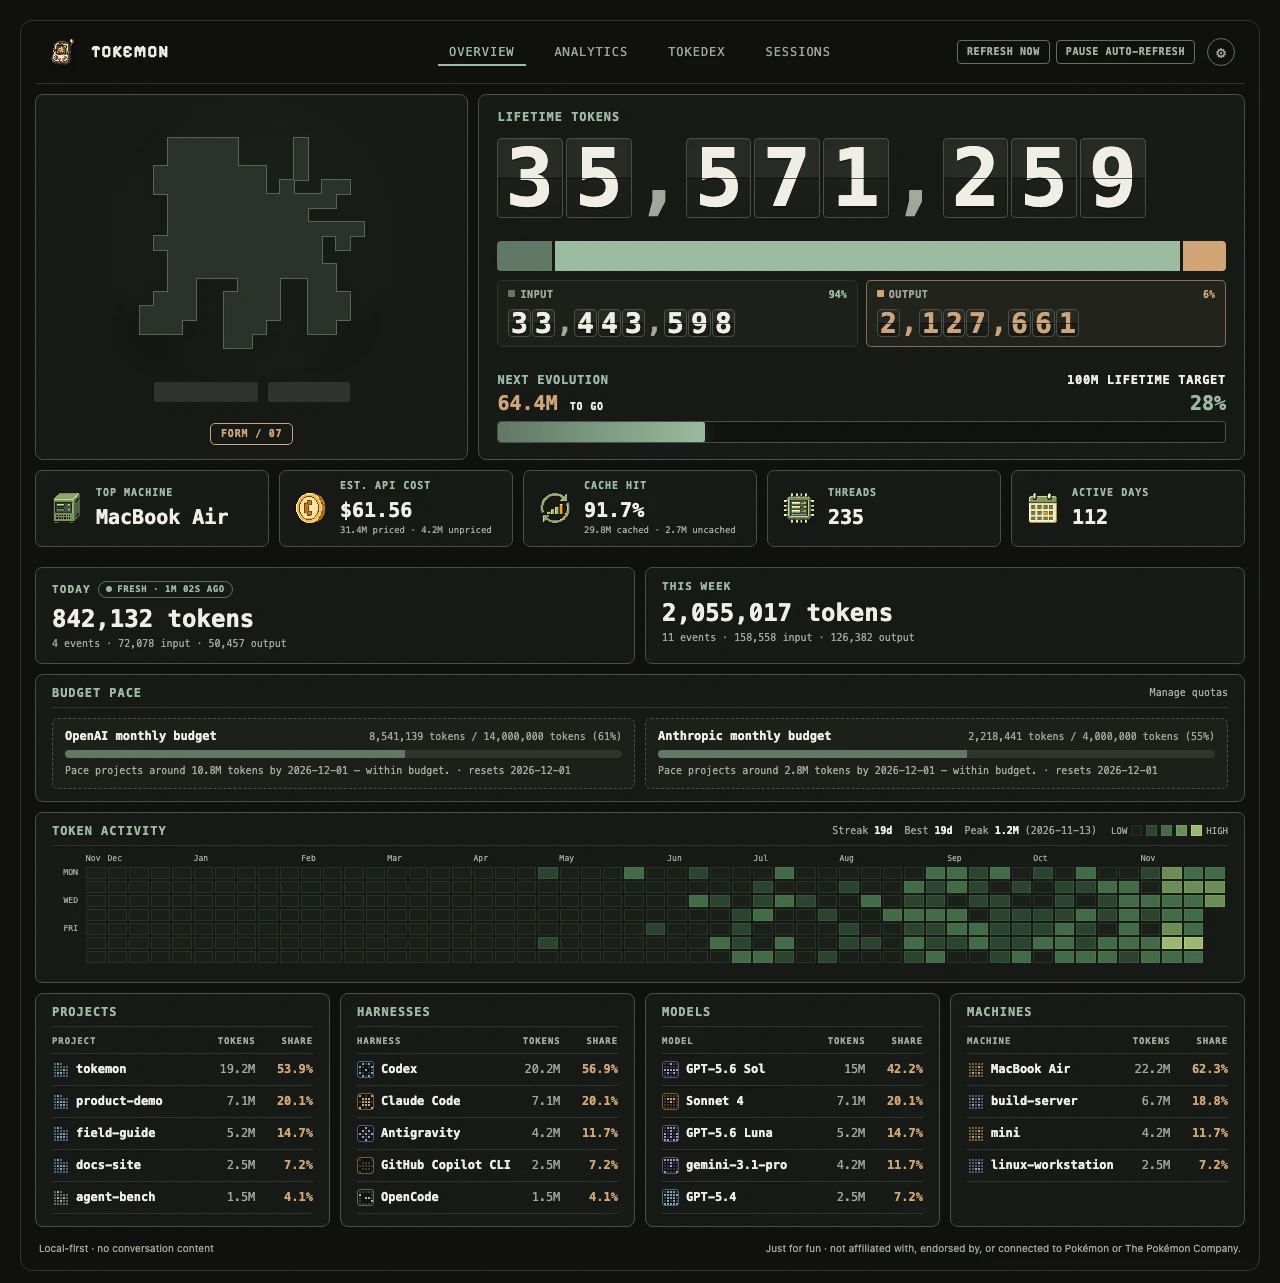 TOKEMON
OVERVIEW ANALYTICS TOKEDEX SESSIONS
REFRESH NOW PAUSE AUTO-REFRESH
FORM / 07
LIFETIME TOKENS
35,571,259
INPUT 94%
33,443,598
OUTPUT 6%
2,127,661
NEXT EVOLUTION 100M LIFETIME TARGET
64.4M TO GO 28%
TOP MACHINE
MacBook Air
EST. API COST
$61.56
31.4M priced · 4.2M unpriced
CACHE HIT
91.7%
29.8M cached · 2.7M uncached
THREADS
235
ACTIVE DAYS
112
TODAY FRESH · 1M 02S AGO
842,132 tokens
4 events · 72,078 input · 50,457 output
THIS WEEK
2,055,017 tokens
11 events · 158,558 input · 126,382 output
BUDGET PACE Manage quotas
OpenAI monthly budget 8,541,139 tokens / 14,000,000 tokens (61%)
Pace projects around 10.8M tokens by 2026-12-01 — within budget. · resets 2026-12-01
Anthropic monthly budget 2,218,441 tokens / 4,000,000 tokens (55%)
Pace projects around 2.8M tokens by 2026-12-01 — within budget. · resets 2026-12-01
TOKEN ACTIVITY Streak 19d Best 19d Peak 1.2M (2026-11-13) LOW HIGH
Nov Dec Jan Feb Mar Apr May Jun Jul Aug Sep Oct Nov
MON
WED
FRI
PROJECTS
PROJECT TOKENS SHARE
tokemon 19.2M 53.9%
product-demo 7.1M 20.1%
field-guide 5.2M 14.7%
docs-site 2.5M 7.2%
agent-bench 1.5M 4.1%
HARNESSES
HARNESS TOKENS SHARE
Codex 20.2M 56.9%
Claude Code 7.1M 20.1%
Antigravity 4.2M 11.7%
GitHub Copilot CLI 2.5M 7.2%
OpenCode 1.5M 4.1%
MODELS
MODEL TOKENS SHARE
GPT-5.6 Sol 15M 42.2%
Sonnet 4 7.1M 20.1%
GPT-5.6 Luna 5.2M 14.7%
gemini-3.1-pro 4.2M 11.7%
GPT-5.4 2.5M 7.2%
MACHINES
MACHINE TOKENS SHARE
MacBook Air 22.2M 62.3%
build-server 6.7M 18.8%
mini 4.2M 11.7%
linux-workstation 2.5M 7.2%
Local-first · no conversation content
Just for fun · not affiliated with, endorsed by, or connected to Pokémon or The Pokémon Company.